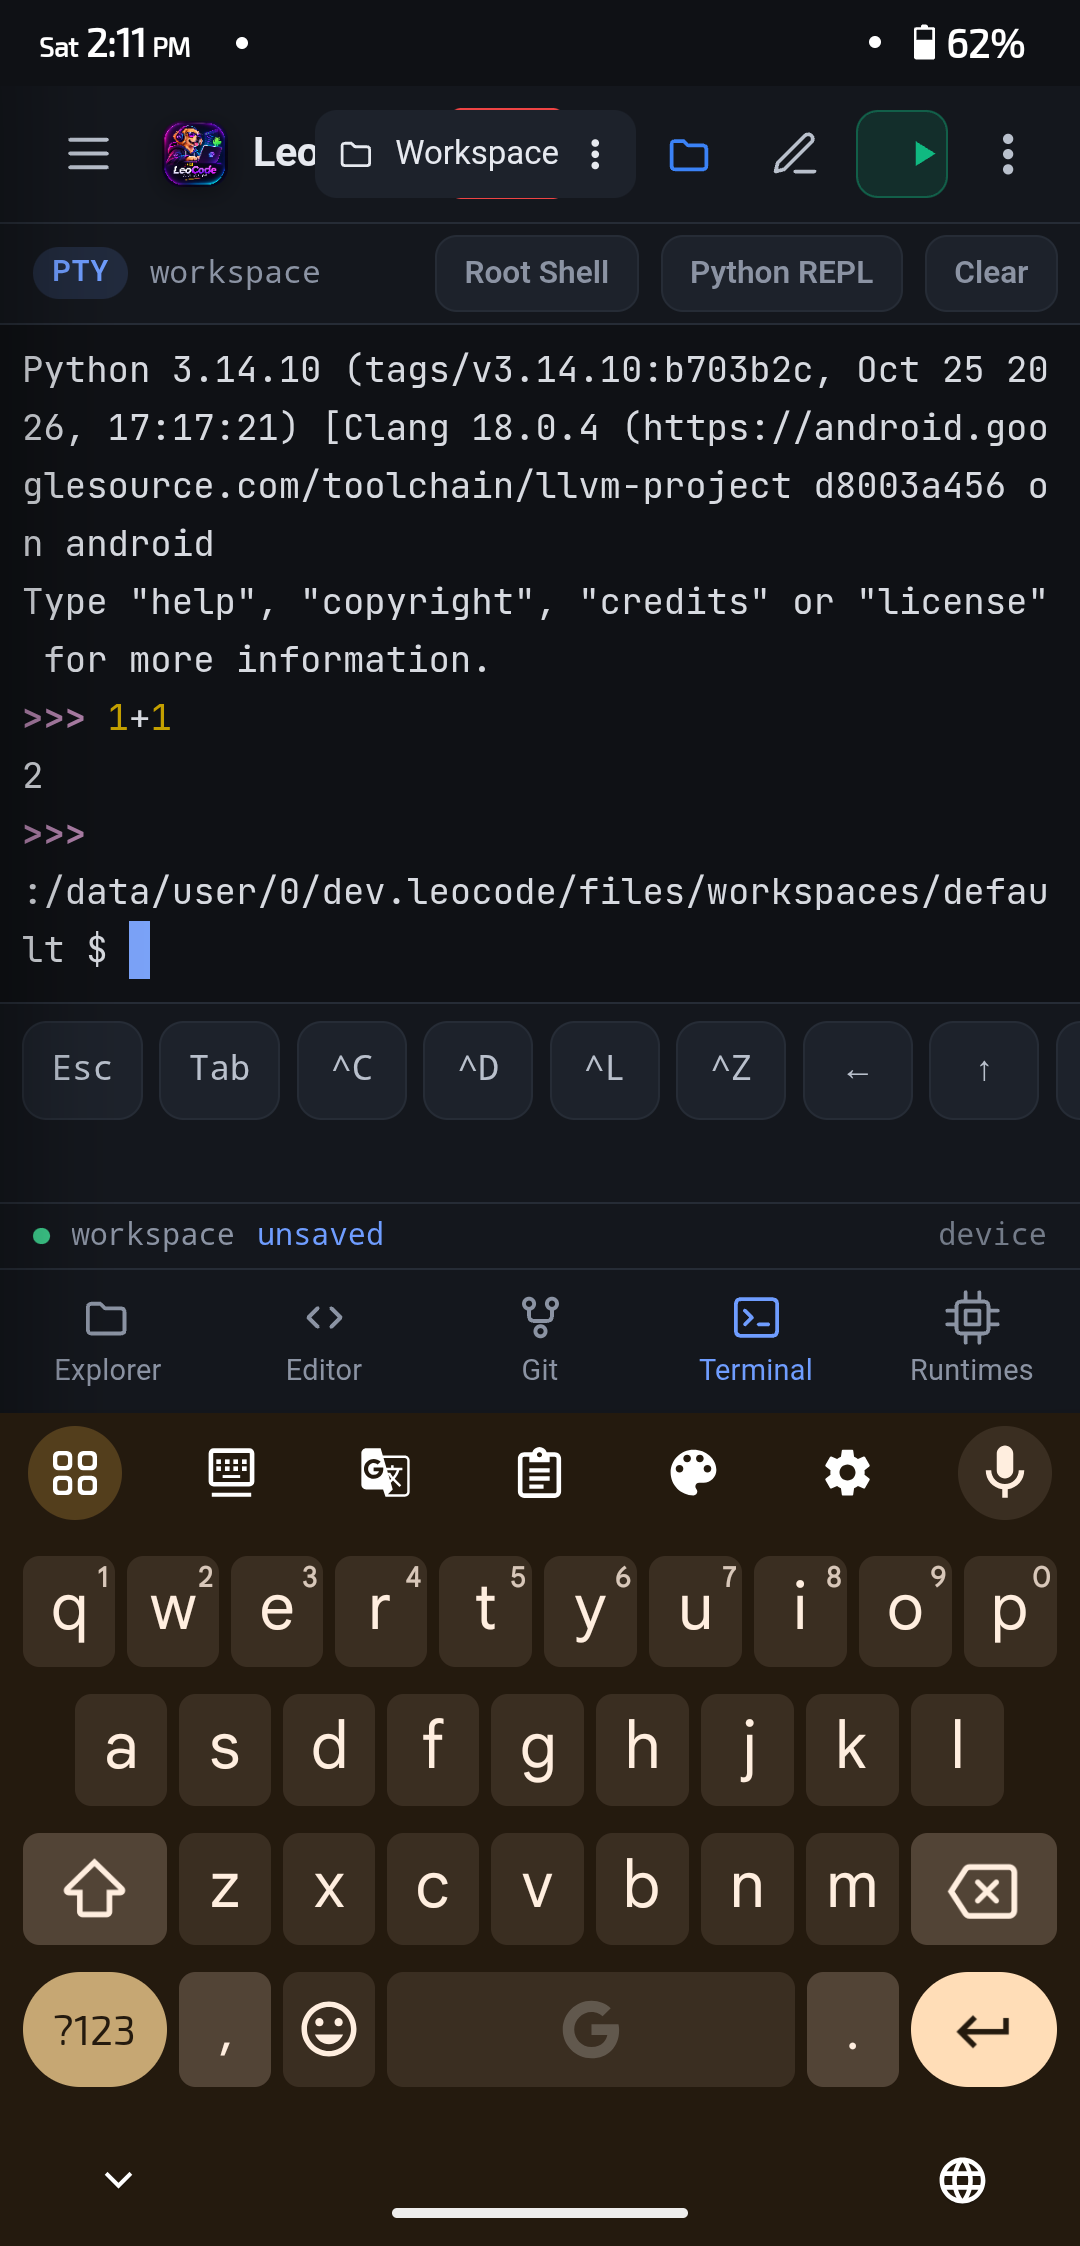 Sat 2:11 PM 62%
LeoCode Leo Workspace
PTY workspace Root Shell Python REPL Clear
Python 3.14.10 (tags/v3.14.10:b703b2c, Oct 25 20
26, 17:17:21) [Clang 18.0.4 (https://android.goo
glesource.com/toolchain/llvm-project d8003a456 o
n android
Type "help", "copyright", "credits" or "license"
 for more information.
>>> 1+1
2
>>>
:/data/user/0/dev.leocode/files/workspaces/defau
lt $
Esc Tab ^C ^D ^L ^Z ← ↑
workspace unsaved device
Explorer Editor Git Terminal Runtimes
q 1 w 2 e 3 r 4 t 5 y 6 u 7 i 8 o 9 p 0
a s d f g h j k l
z x c v b n m
?123 , G .